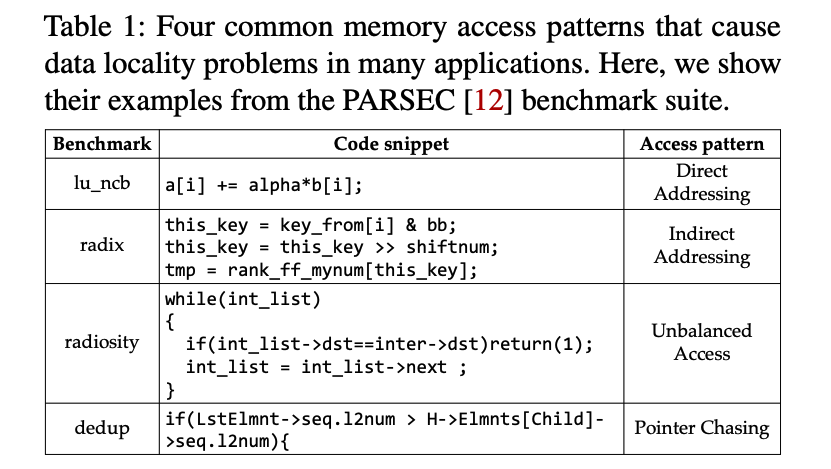 Table 1: Four common memory access patterns that cause
data locality problems in many applications. Here, we show
their examples from the PARSEC [12] benchmark suite.
Benchmark Code snippet Access pattern
lu_ncb a[i] += alpha*b[i]; Direct
Addressing
radix this_key = key_from[i] & bb;
this_key = this_key >> shiftnum;
tmp = rank_ff_mynum[this_key];
Indirect
Addressing
radiosity while(int_list)
{
if(int_list->dst==inter->dst)return(1);
int_list = int_list->next ;
}
Unbalanced
Access
dedup if(LstElmnt->seq.l2num > H->Elmnts[Child]-
>seq.l2num){
Pointer Chasing